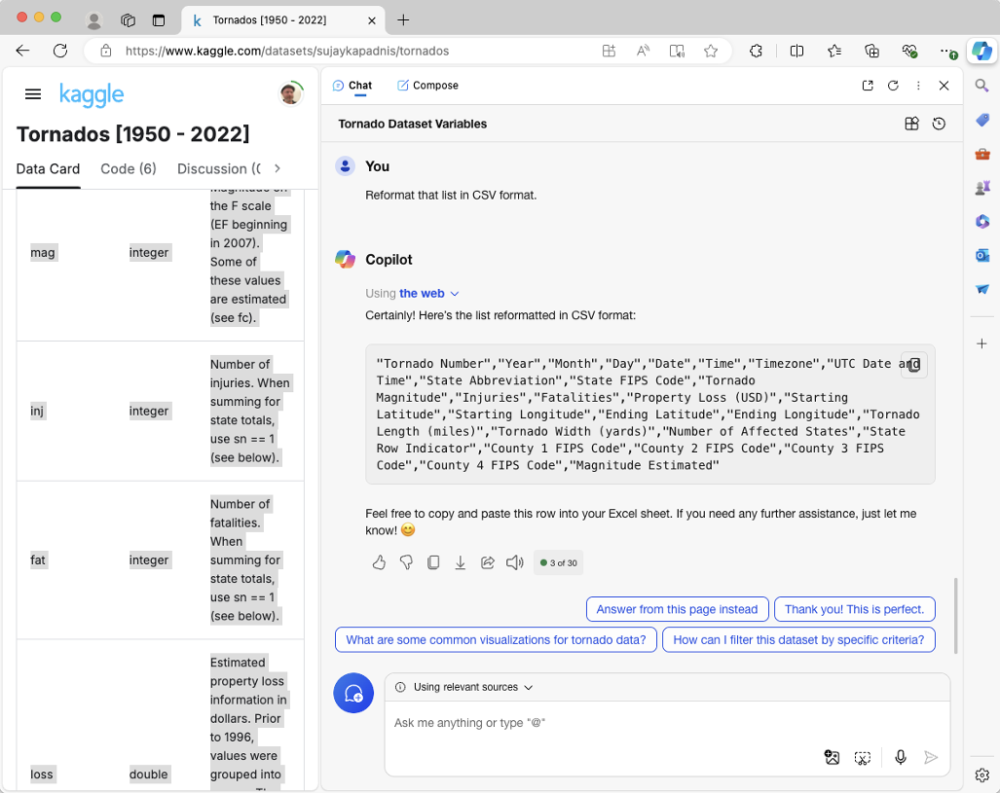 Tornados [1950 - 2022]
https://www.kaggle.com/datasets/sujaykapadnis/tornados
kaggle
Tornados [1950 - 2022]
Data Card
Code (6)
Discussion (
mag
integer
Magnitude on
the F scale
(EF beginning
in 2007).
Some of
these values
are estimated
(see fc).
inj
integer
Number of
injuries. When
summing for
state totals,
use sn == 1
(see below).
fat
integer
Number of
fatalities.
When
summing for
state totals,
use sn == 1
(see below).
loss
double
Estimated
property loss
information in
dollars. Prior
to 1996,
values were
grouped into
Chat
Compose
Tornado Dataset Variables
You
Reformat that list in CSV format.
Copilot
Using the web
Certainly! Here's the list reformatted in CSV format:
"Tornado Number","Year","Month","Day","Date","Time","Timezone","UTC Date and
Time","State Abbreviation","State FIPS Code","Tornado
Magnitude","Injuries","Fatalities","Property Loss (USD)","Starting
Latitude","Starting Longitude","Ending Latitude","Ending Longitude","Tornado
Length (miles)","Tornado Width (yards)","Number of Affected States","State
Row Indicator","County 1 FIPS Code","County 2 FIPS Code","County 3 FIPS
Code","County 4 FIPS Code","Magnitude Estimated"
Feel free to copy and paste this row into your Excel sheet. If you need any further assistance, just let me
know! 😊
3 of 30
Answer from this page instead
Thank you! This is perfect.
What are some common visualizations for tornado data?
How can I filter this dataset by specific criteria?
Using relevant sources
Ask me anything or type "@"